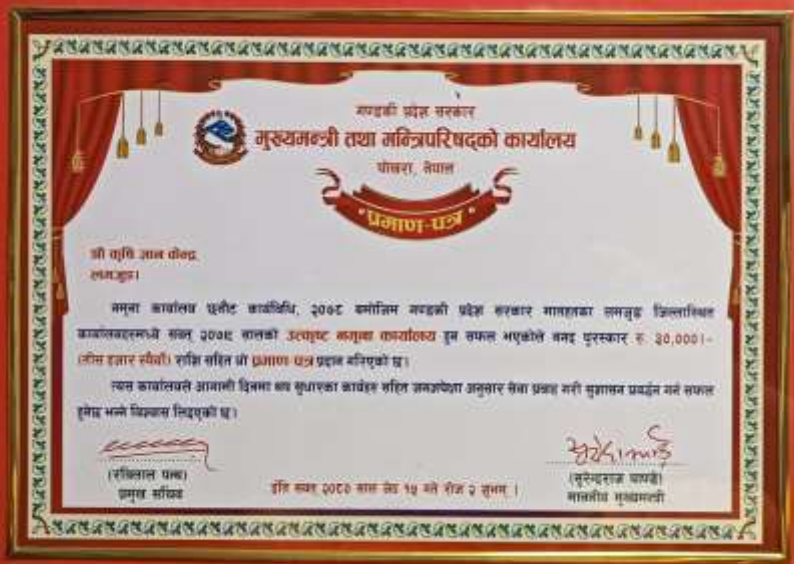 गण्डकी प्रदेश सरकार
मुख्यमन्त्री तथा मन्त्रिपरिषद्को कार्यालय
पोखरा, नेपाल
प्रमाण-पत्र
श्री कृषि ज्ञान केन्द्र,
लमजुङ।
नमूना कार्यालय छनौट कार्यविधि, २०७८ बमोजिम गण्डकी प्रदेश सरकार मातहतका लमजुङ जिल्लास्थित
कार्यालयहरूमध्ये संवत् २०७९ सालको उत्कृष्ट नमूना कार्यालय हुन सफल भएकोले नगद पुरस्कार रु. ३०,०००।-
(तीस हजार रूपैयाँ) राशि सहित यो प्रमाण-पत्र प्रदान गरिएको छ।
त्यस कार्यालयले आगामी दिनमा थप सुधारका कार्यहरू सहित जनअपेक्षा अनुसार सेवा प्रवाह गरी सुशासन प्रवर्द्धन गर्न सफल
हुनेछ भन्ने विश्वास लिइएको छ।
(रविलाल पन्थ)
प्रमुख सचिव
इति संवत् २०८० साल जेठ १५ गते रोज २ शुभम् ।
(सुरेन्द्रराज पाण्डे)
माननीय मुख्यमन्त्री